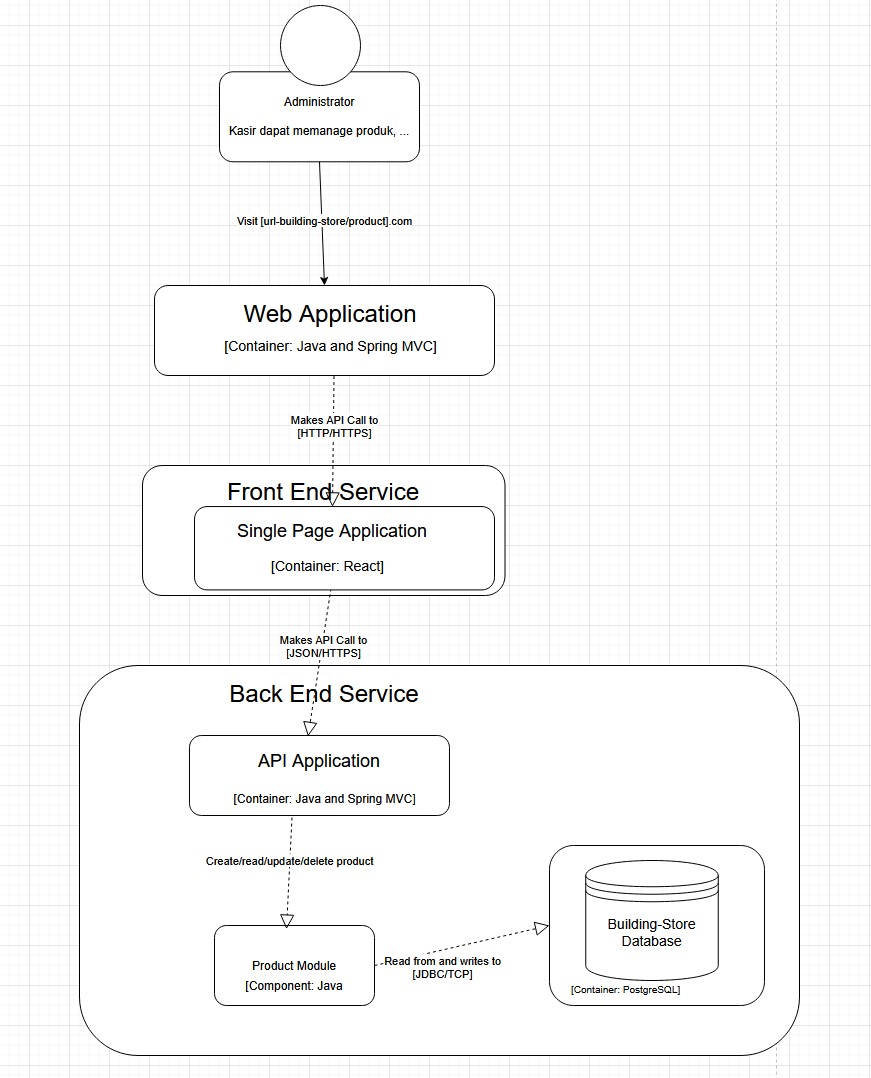 Administrator
Kasir dapat memanage produk, ...
Visit [url-building-store/product].com
Web Application
[Container: Java and Spring MVC]
Makes API Call to
[HTTP/HTTPS]
Front End Service
Single Page Application
[Container: React]
Makes API Call to
[JSON/HTTPS]
Back End Service
API Application
[Container: Java and Spring MVC]
Create/read/update/delete product
Product Module
[Component: Java
Read from and writes to
[JDBC/TCP]
Building-Store
Database
[Container: PostgreSQL]